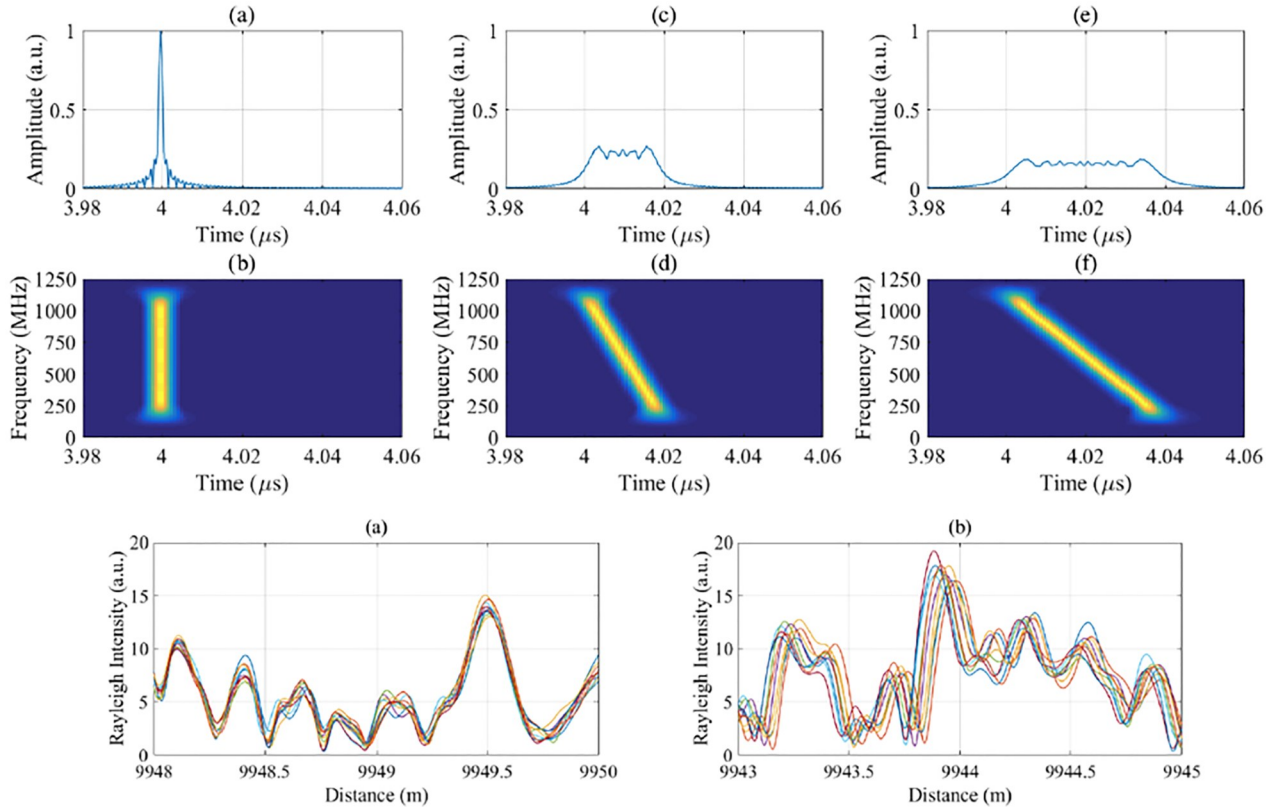 (a)
1
0.5
0
Amplitude (a.u.)
3.98 4 4.02 4.04 4.06
Time (μs)
(c)
1
0.5
0
Amplitude (a.u.)
3.98 4 4.02 4.04 4.06
Time (μs)
(e)
1
0.5
0
Amplitude (a.u.)
3.98 4 4.02 4.04 4.06
Time (μs)
(b)
1250
1000
750
500
250
0
Frequency (MHz)
3.98 4 4.02 4.04 4.06
Time (μs)
(d)
1250
1000
750
500
250
0
Frequency (MHz)
3.98 4 4.02 4.04 4.06
Time (μs)
(f)
1250
1000
750
500
250
0
Frequency (MHz)
3.98 4 4.02 4.04 4.06
Time (μs)
(a)
20
15
10
5
0
Rayleigh Intensity (a.u.)
9948 9948.5 9949 9949.5 9950
Distance (m)
(b)
20
15
10
5
0
Rayleigh Intensity (a.u.)
9943 9943.5 9944 9944.5 9945
Distance (m)